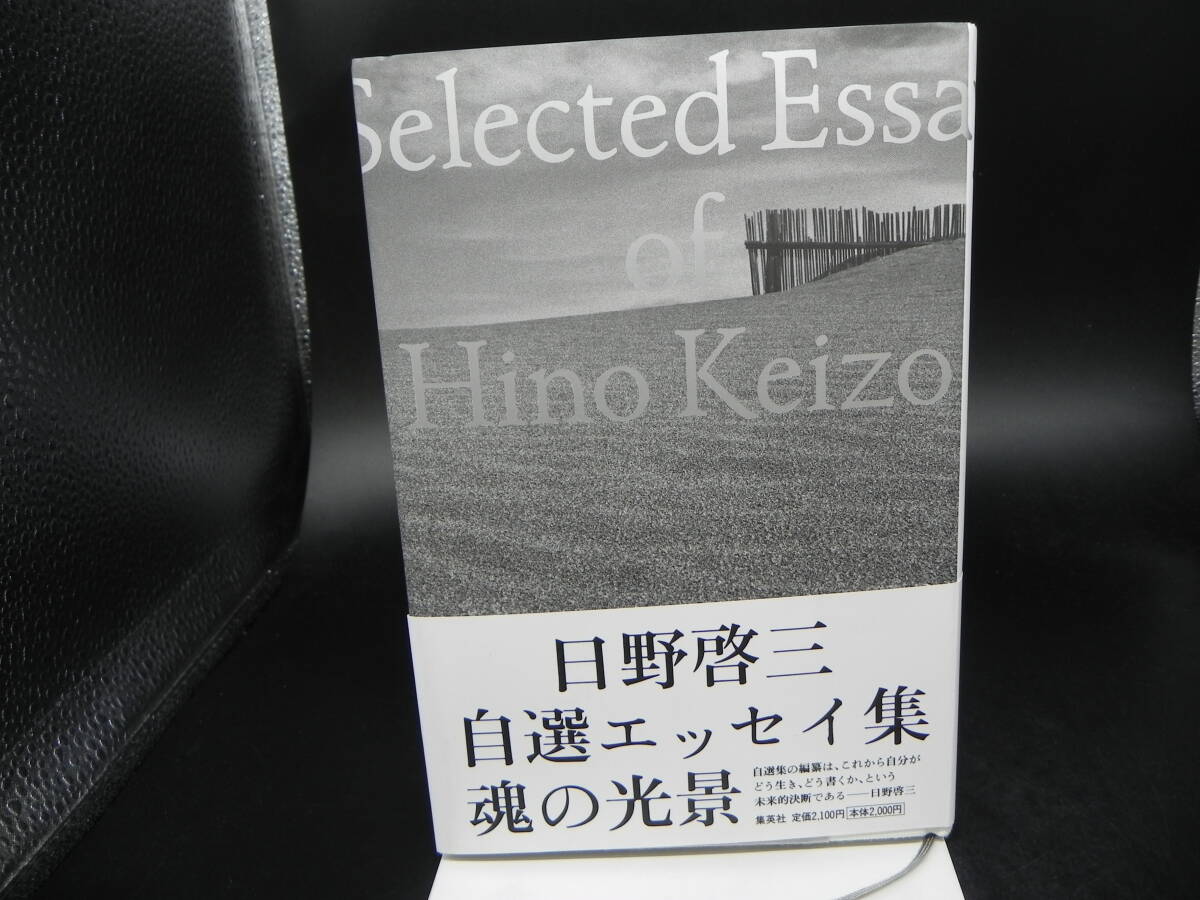 Selected Essa
of
Hino Keizo
日野啓三
自選エッセイ集
魂の光景
自選集の編纂は、これから自分が
どう生き、どう書くか、という
未来的決断である——日野啓三
集英社 定価2,100円 本体2,000円